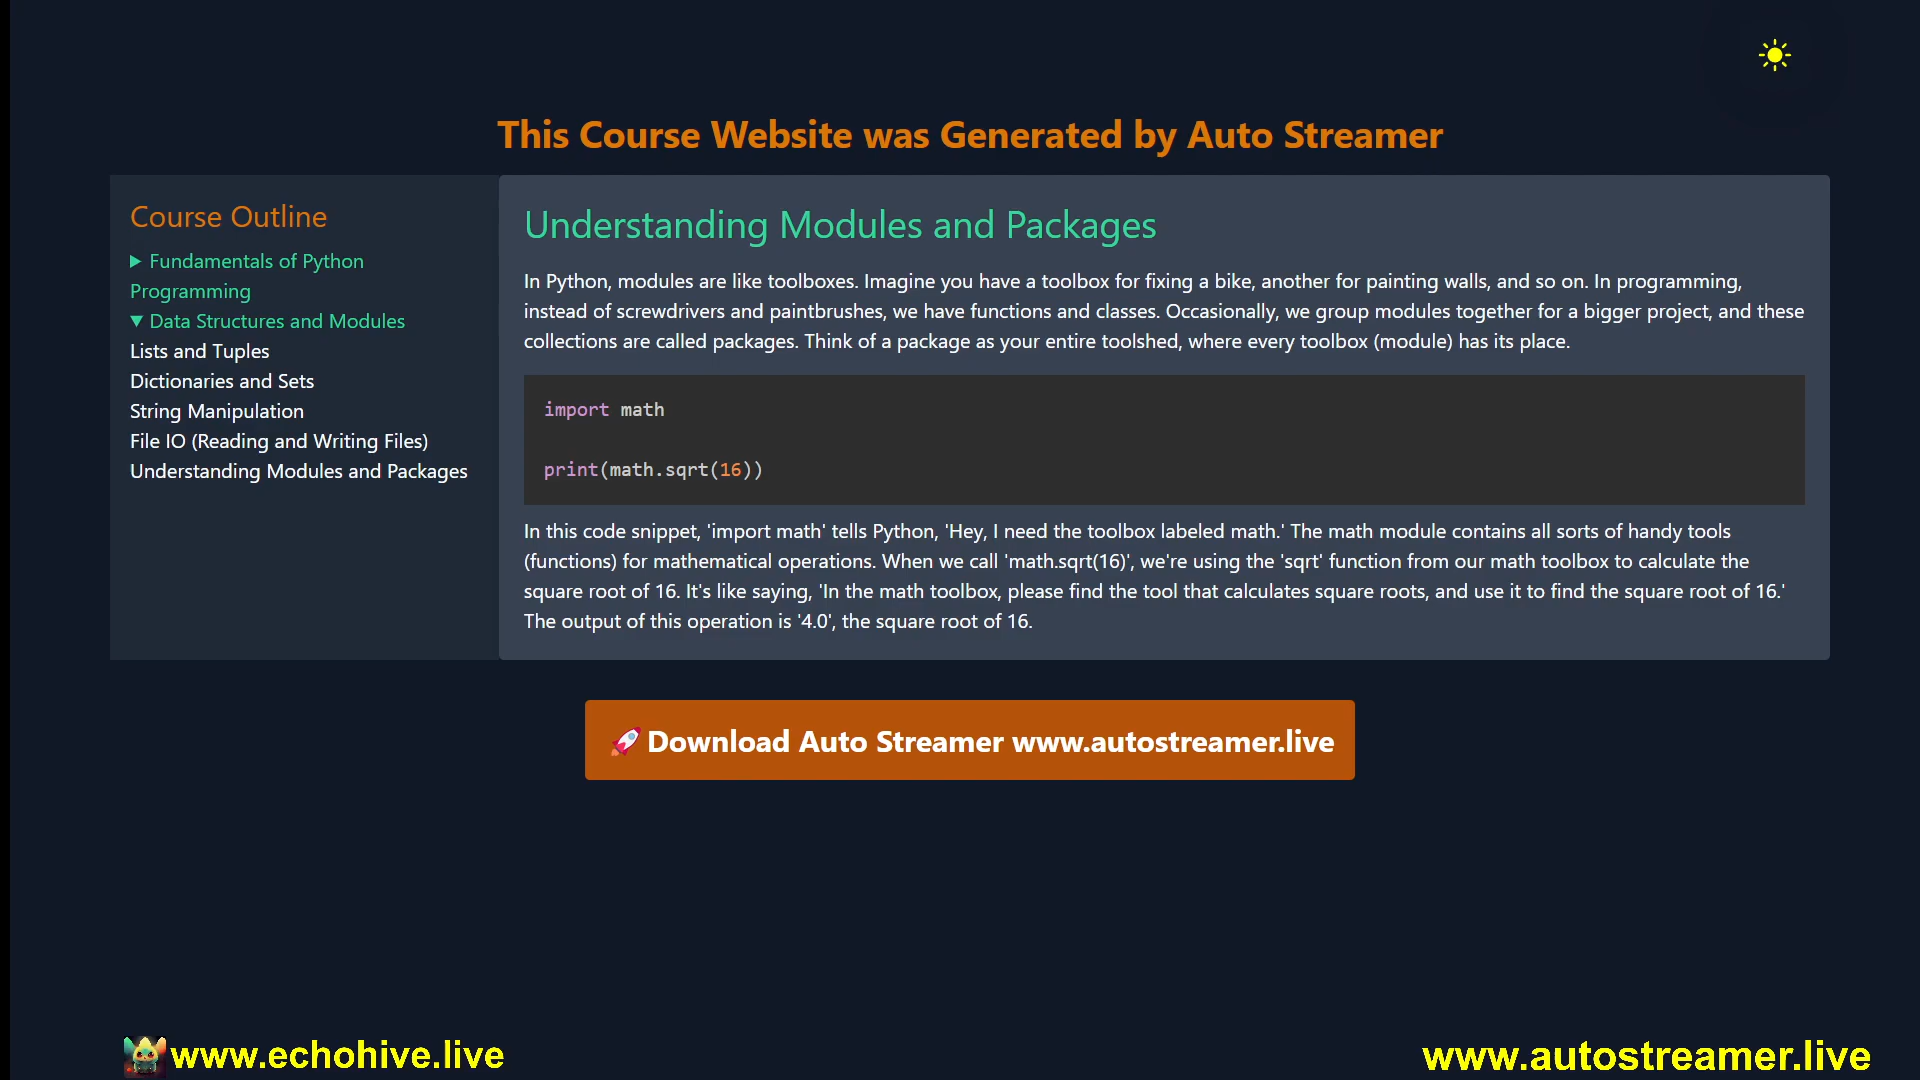 This Course Website was Generated by Auto Streamer
Course Outline
Fundamentals of Python
Programming
Data Structures and Modules
Lists and Tuples
Dictionaries and Sets
String Manipulation
File IO (Reading and Writing Files)
Understanding Modules and Packages
Understanding Modules and Packages
In Python, modules are like toolboxes. Imagine you have a toolbox for fixing a bike, another for painting walls, and so on. In programming,
instead of screwdrivers and paintbrushes, we have functions and classes. Occasionally, we group modules together for a bigger project, and these
collections are called packages. Think of a package as your entire toolshed, where every toolbox (module) has its place.
import math
print(math.sqrt(16))
In this code snippet, 'import math' tells Python, 'Hey, I need the toolbox labeled math.' The math module contains all sorts of handy tools
(functions) for mathematical operations. When we call 'math.sqrt(16)', we're using the 'sqrt' function from our math toolbox to calculate the
square root of 16. It's like saying, 'In the math toolbox, please find the tool that calculates square roots, and use it to find the square root of 16.'
The output of this operation is '4.0', the square root of 16.
Download Auto Streamer www.autostreamer.live
www.echohive.live
www.autostreamer.live